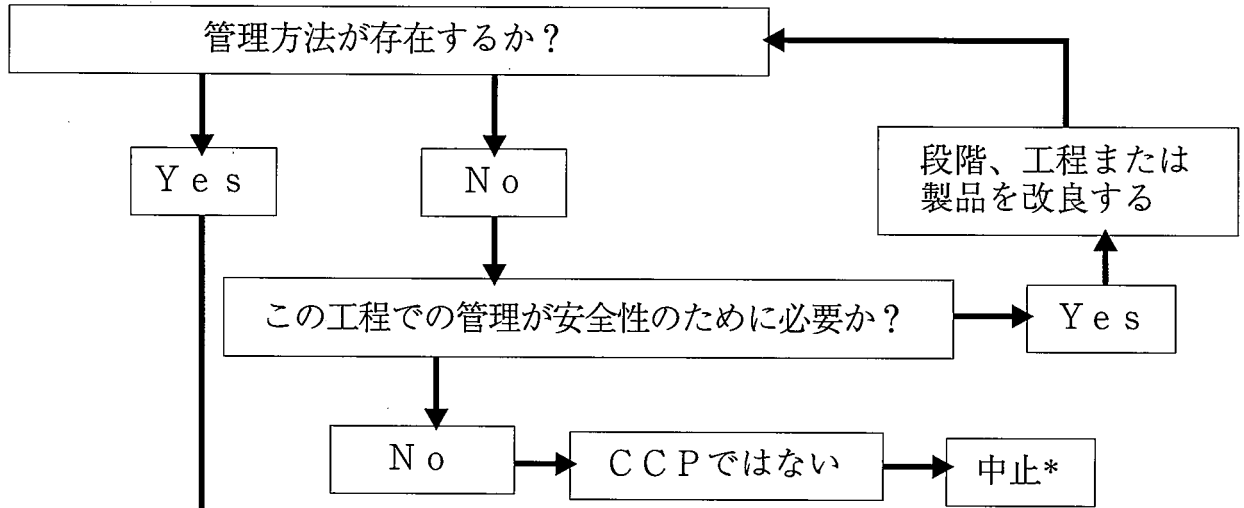 管理方法が存在するか？
Yes
No
段階、工程または
製品を改良する
この工程での管理が安全性のために必要か？
Yes
No
CCPではない
中止*